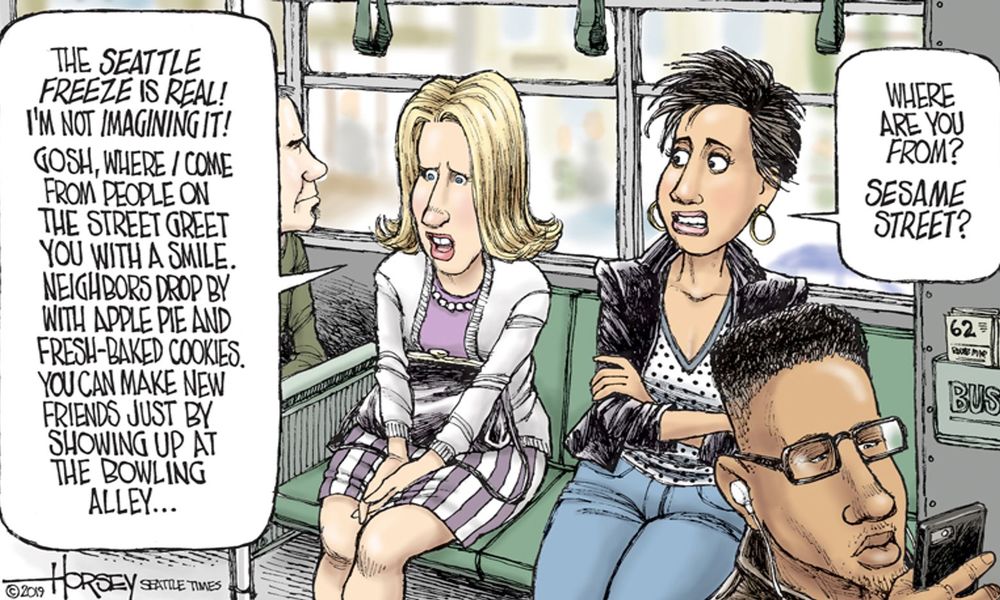 THE SEATTLE
FREEZE IS REAL!
I'M NOT IMAGINING IT!
GOSH, WHERE I COME
FROM PEOPLE ON
THE STREET GREET
YOU WITH A SMILE.
NEIGHBORS DROP BY
WITH APPLE PIE AND
FRESH-BAKED COOKIES.
YOU CAN MAKE NEW
FRIENDS JUST BY
SHOWING UP AT
THE BOWLING
ALLEY...
WHERE
ARE YOU
FROM?
SESAME
STREET?
62
BUS
©2019 HORSEY SEATTLE TIMES